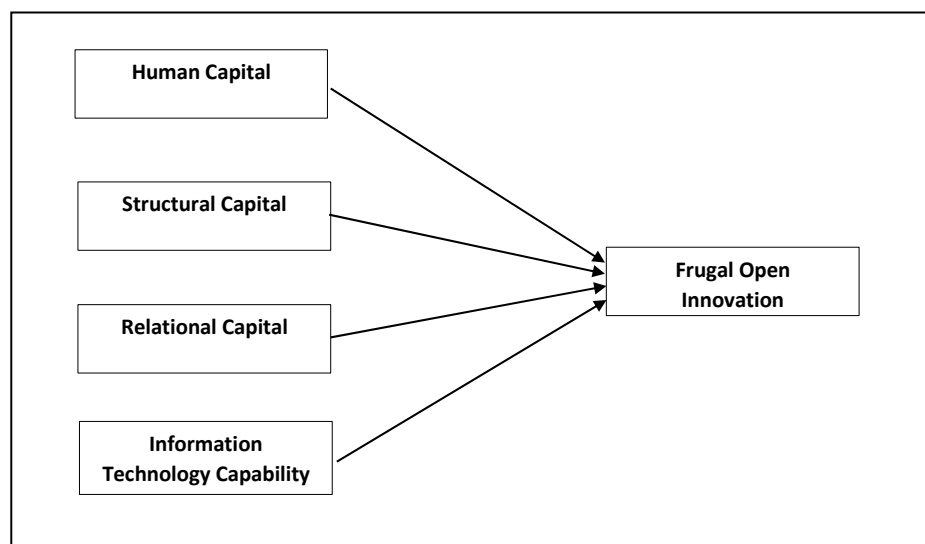 Human Capital
Structural Capital
Relational Capital
Information
Technology Capability
Frugal Open
Innovation